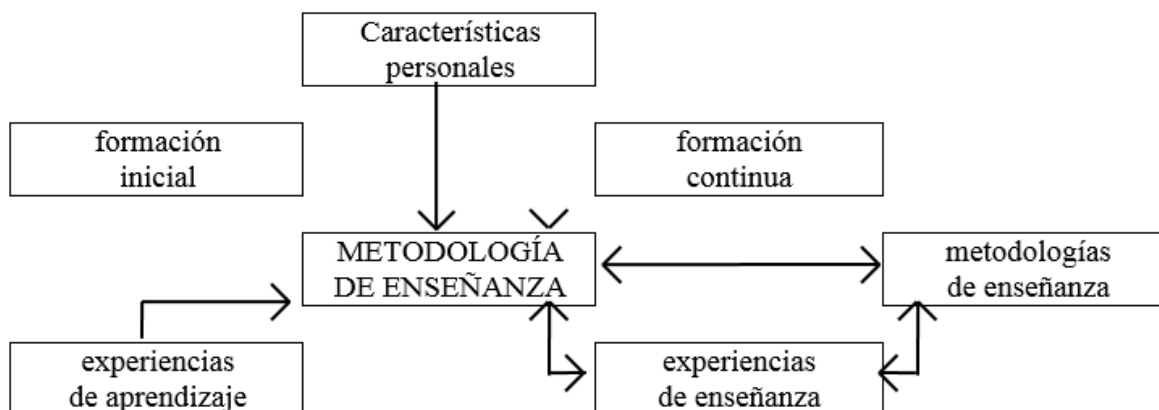 Características
personales
formación
inicial
formación
continua
METODOLOGÍA
DE ENSEÑANZA
metodologías
de enseñanza
experiencias
de aprendizaje
experiencias
de enseñanza